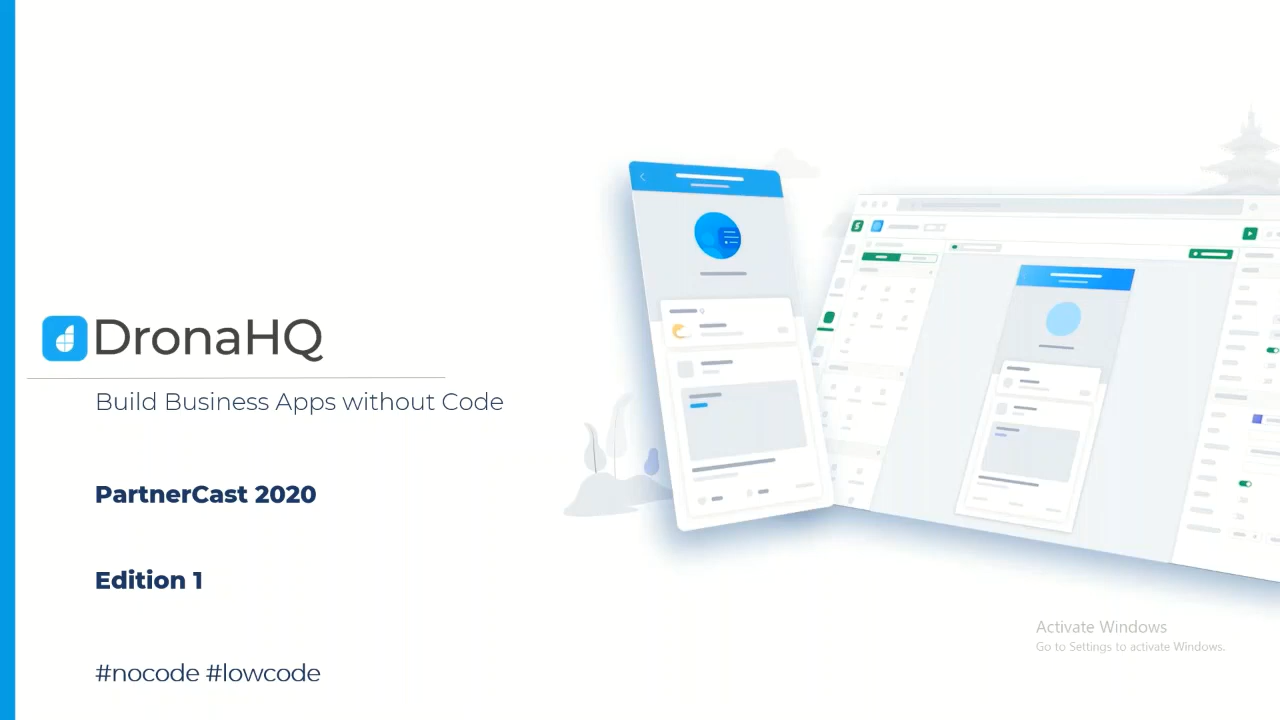 DronaHQ
Build Business Apps without Code
PartnerCast 2020
Edition 1
#nocode #lowcode
Activate Windows
Go to Settings to activate Windows.